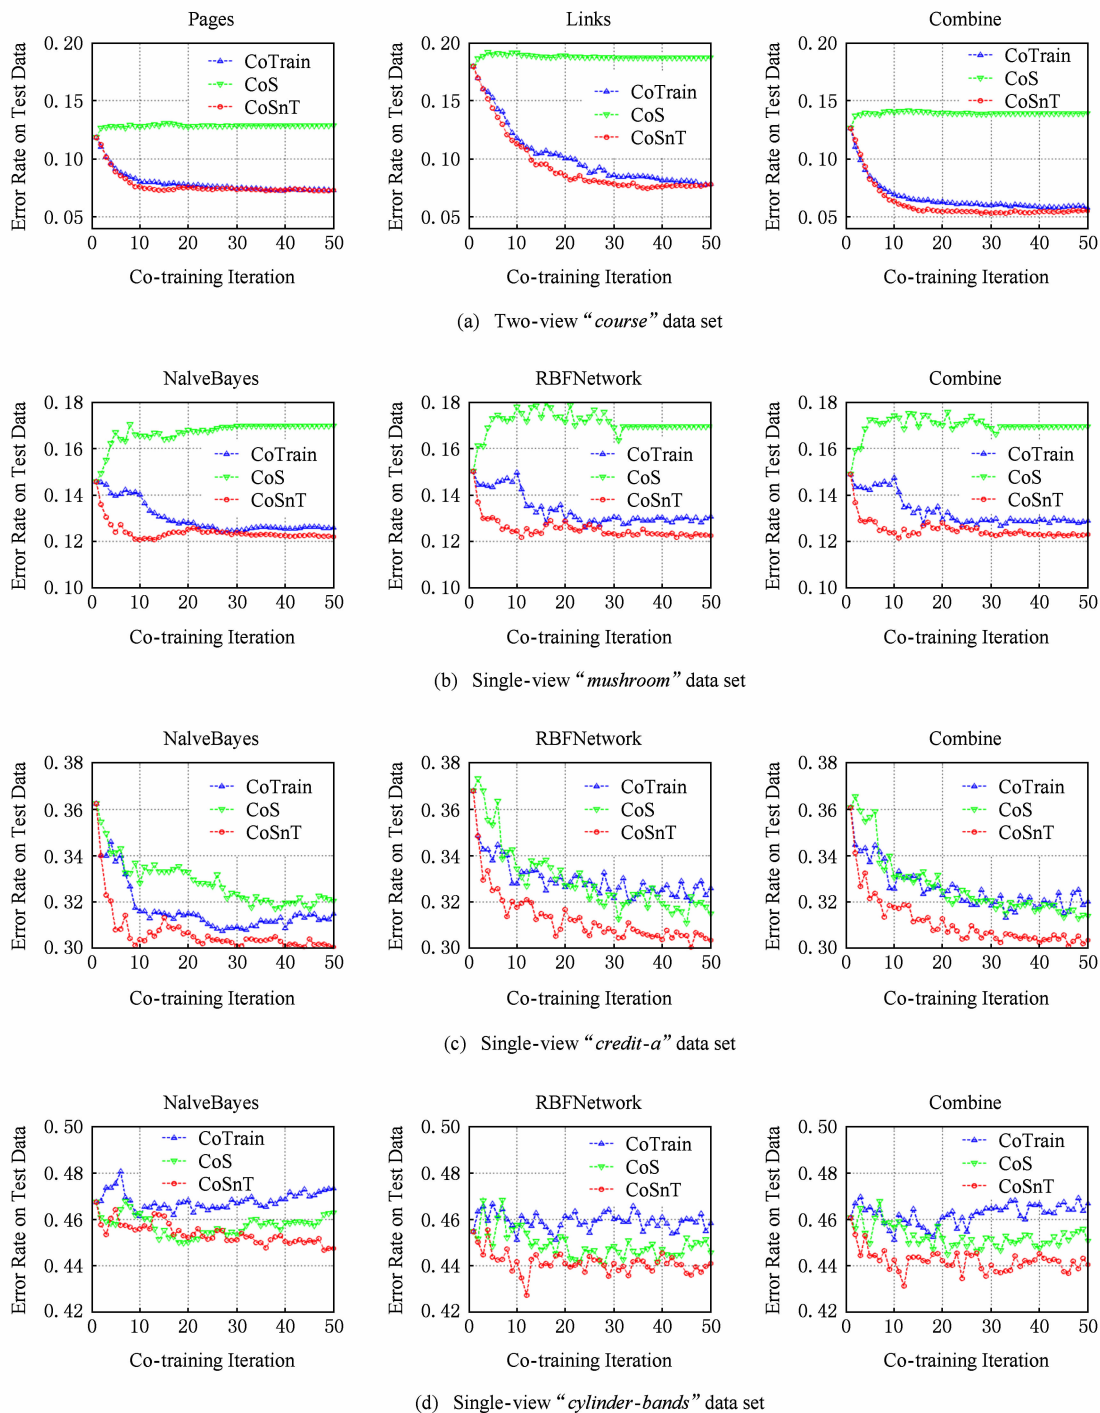 Pages Links Combine
Error Rate on Test Data Error Rate on Test Data Error Rate on Test Data
0.20 0.20 0.20
0.15 0.15 0.15
0.10 0.10 0.10
0.05 0.05 0.05
CoTrain CoTrain CoTrain
CoS CoS CoS
CoSnT CoSnT CoSnT
0 10 20 30 40 50 0 10 20 30 40 50 0 10 20 30 40 50
Co-training Iteration Co-training Iteration Co-training Iteration
(a) Two-view “course” data set
NalveBayes RBFNetwork Combine
Error Rate on Test Data Error Rate on Test Data Error Rate on Test Data
0.18 0.18 0.18
0.16 0.16 0.16
0.14 0.14 0.14
0.12 0.12 0.12
0.10 0.10 0.10
CoTrain CoTrain CoTrain
CoS CoS CoS
CoSnT CoSnT CoSnT
0 10 20 30 40 50 0 10 20 30 40 50 0 10 20 30 40 50
Co-training Iteration Co-training Iteration Co-training Iteration
(b) Single-view “mushroom” data set
NalveBayes RBFNetwork Combine
Error Rate on Test Data Error Rate on Test Data Error Rate on Test Data
0.38 0.38 0.38
0.36 0.36 0.36
0.34 0.34 0.34
0.32 0.32 0.32
0.30 0.30 0.30
CoTrain CoTrain CoTrain
CoS CoS CoS
CoSnT CoSnT CoSnT
0 10 20 30 40 50 0 10 20 30 40 50 0 10 20 30 40 50
Co-training Iteration Co-training Iteration Co-training Iteration
(c) Single-view “credit-a” data set
NalveBayes RBFNetwork Combine
Error Rate on Test Data Error Rate on Test Data Error Rate on Test Data
0.50 0.50 0.50
0.48 0.48 0.48
0.46 0.46 0.46
0.44 0.44 0.44
0.42 0.42 0.42
CoTrain CoTrain CoTrain
CoS CoS CoS
CoSnT CoSnT CoSnT
0 10 20 30 40 50 0 10 20 30 40 50 0 10 20 30 40 50
Co-training Iteration Co-training Iteration Co-training Iteration
(d) Single-view “cylinder-bands” data set